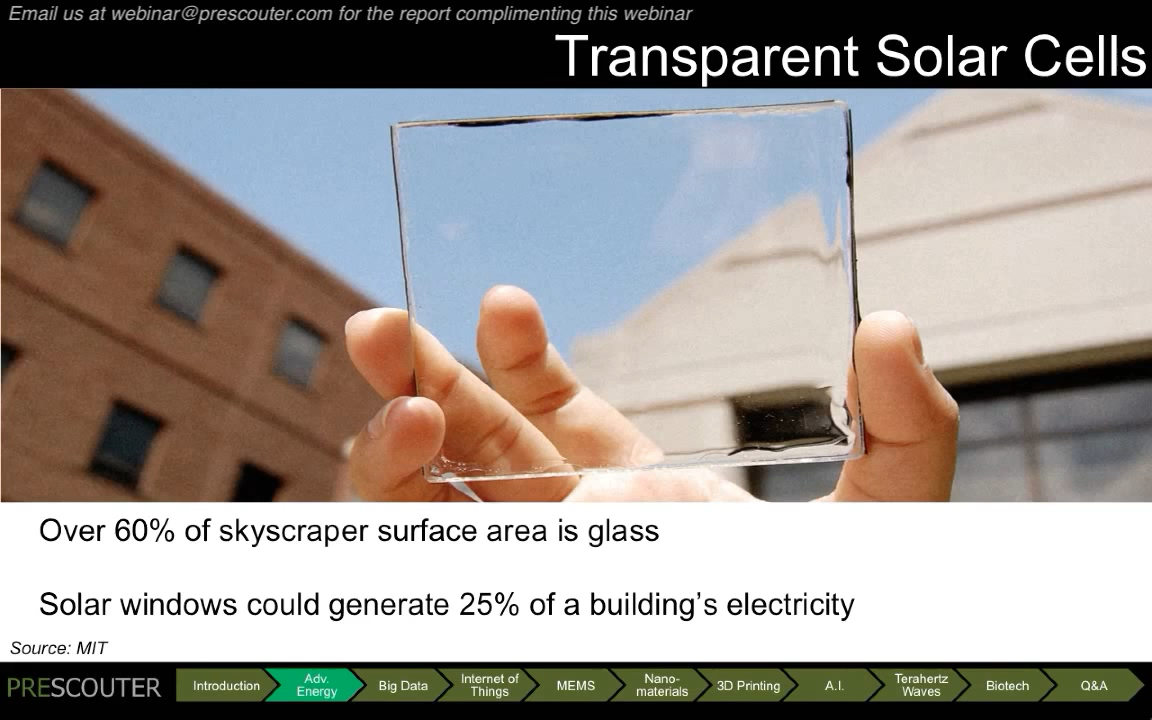 Email us at webinar@prescouter.com for the report complimenting this webinar
Transparent Solar Cells
Over 60% of skyscraper surface area is glass
Solar windows could generate 25% of a building's electricity
Source: MIT
PRESCOUTER
Introduction
Adv.
Energy
Big Data
Internet of
Things
MEMS
Nano-
materials
3D Printing
A.I.
Terahertz
Waves
Biotech
Q&A